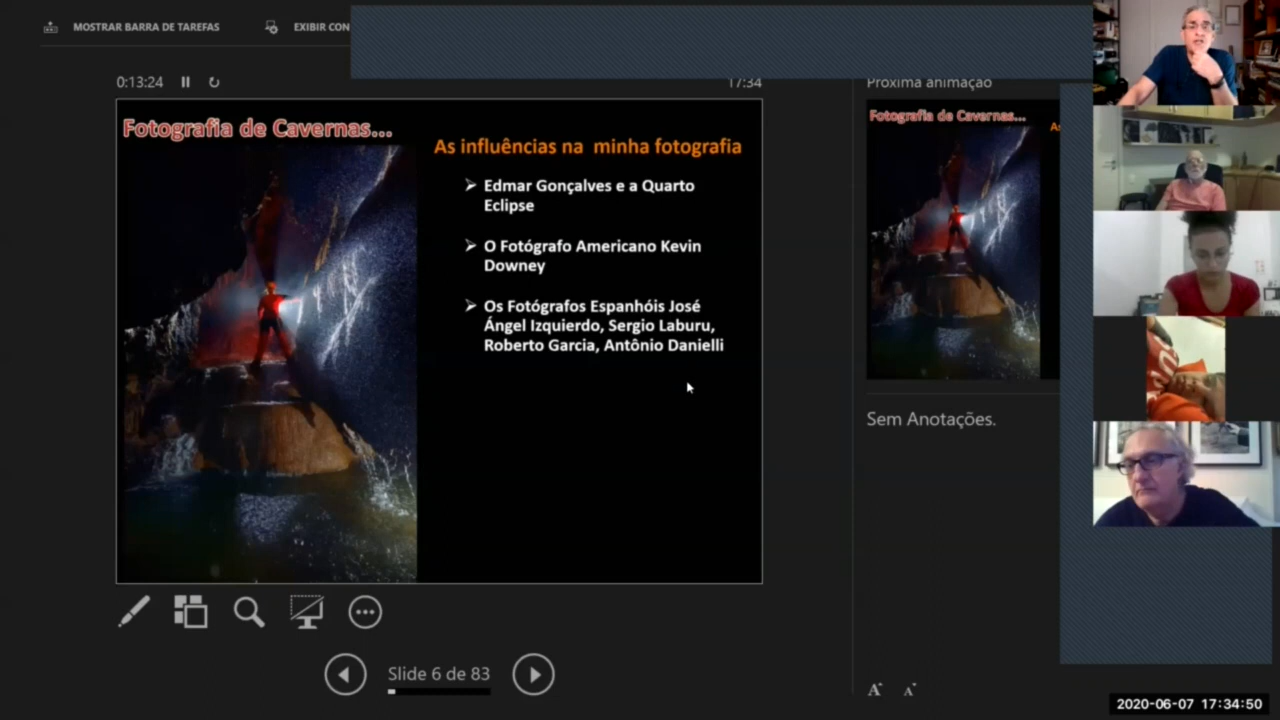 MOSTRAR BARRA DE TAREFAS
EXIBIR CON
0:13:24
17:34
Próxima animação
Fotografia de Cavernas...
As influências na minha fotografia
➢ Edmar Gonçalves e a Quarto
Eclipse
➢ O Fotógrafo Americano Kevin
Downey
➢ Os Fotógrafos Espanhóis José
Ángel Izquierdo, Sergio Laburu,
Roberto Garcia, Antônio Danielli
Fotografia de Cavernas...
As
Sem Anotações.
Slide 6 de 83
A A
2020-06-07 17:34:50